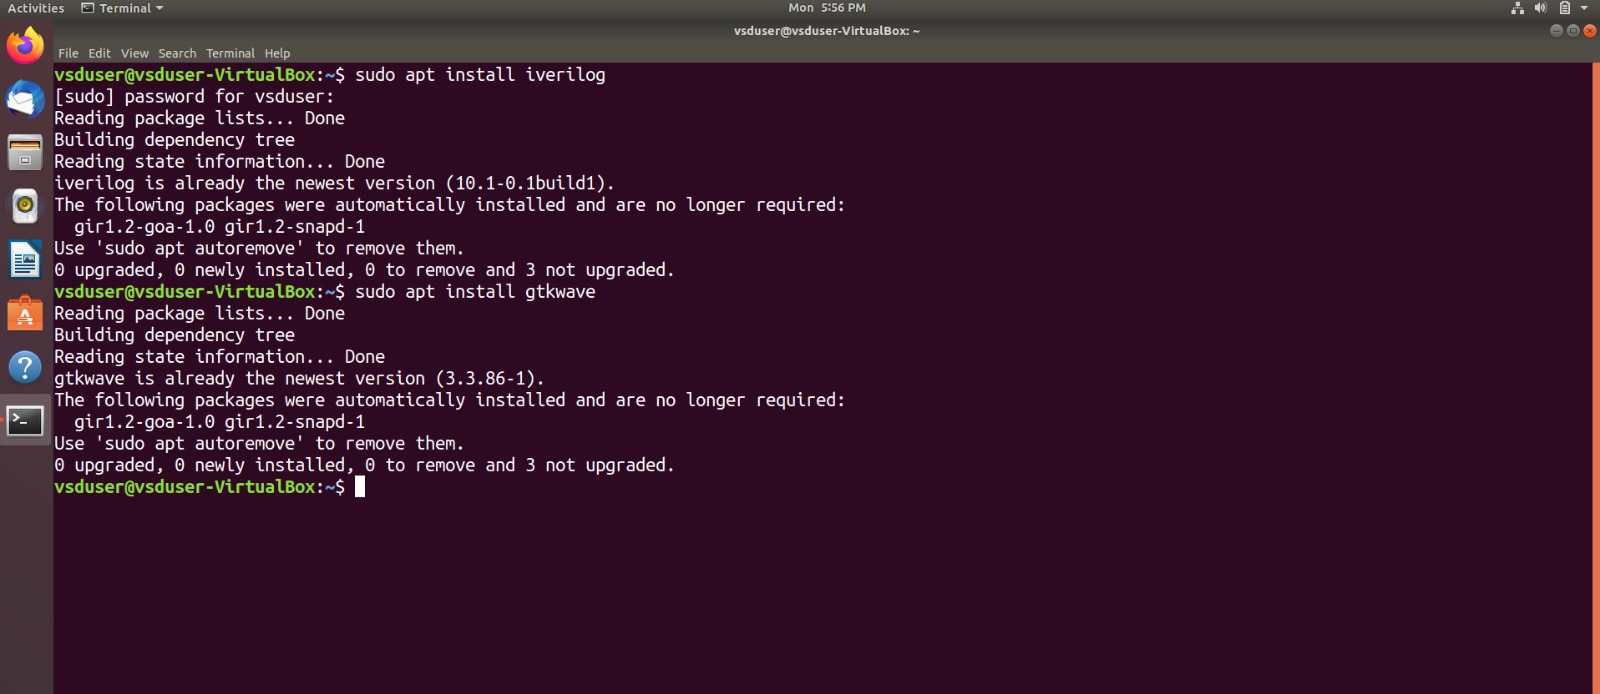 Activities Terminal Mon 5:56 PM
vsduser@vsduser-VirtualBox: ~
File Edit View Search Terminal Help
vsduser@vsduser-VirtualBox:~$ sudo apt install iverilog
[sudo] password for vsduser:
Reading package lists... Done
Building dependency tree
Reading state information... Done
iverilog is already the newest version (10.1-0.1build1).
The following packages were automatically installed and are no longer required:
  gir1.2-goa-1.0 gir1.2-snapd-1
Use 'sudo apt autoremove' to remove them.
0 upgraded, 0 newly installed, 0 to remove and 3 not upgraded.
vsduser@vsduser-VirtualBox:~$ sudo apt install gtkwave
Reading package lists... Done
Building dependency tree
Reading state information... Done
gtkwave is already the newest version (3.3.86-1).
The following packages were automatically installed and are no longer required:
  gir1.2-goa-1.0 gir1.2-snapd-1
Use 'sudo apt autoremove' to remove them.
0 upgraded, 0 newly installed, 0 to remove and 3 not upgraded.
vsduser@vsduser-VirtualBox:~$